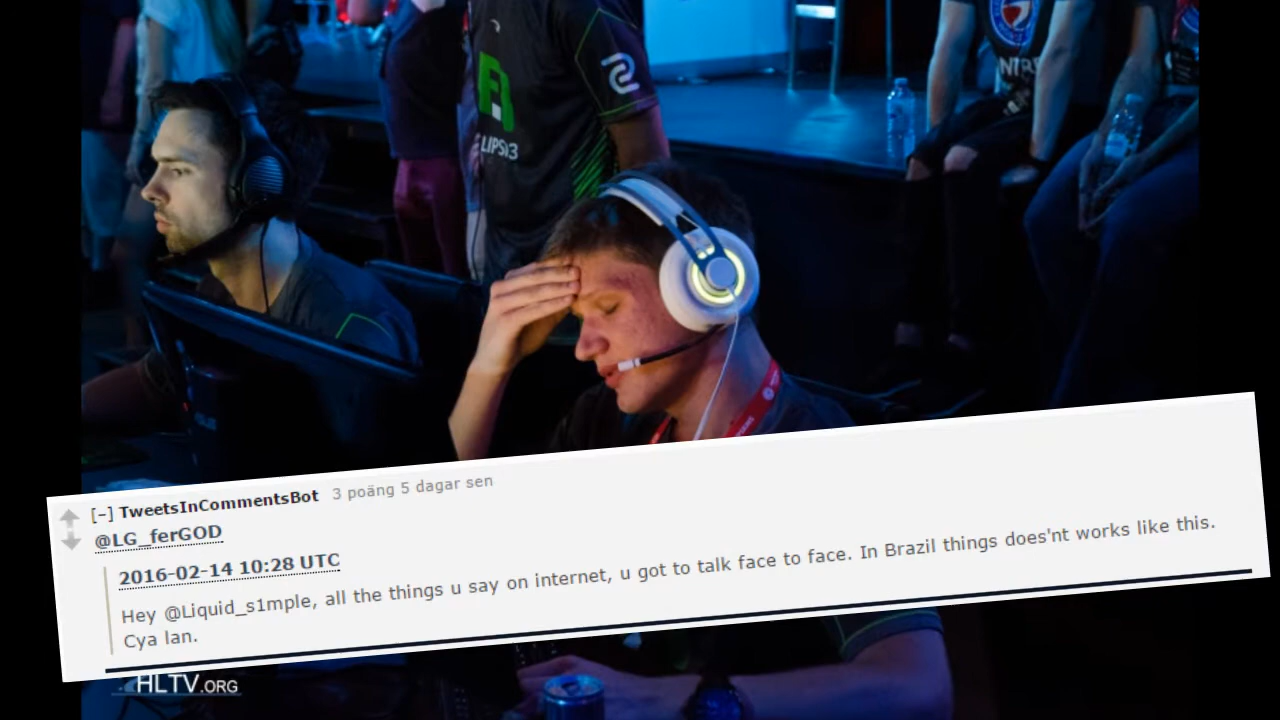 LIPS3
NTR
[–] TweetsInCommentsBot 3 poäng 5 dagar sen
@LG_ferGOD
2016-02-14 10:28 UTC
Hey @Liquid_s1mple, all the things u say on internet, u got to talk face to face. In Brazil things does'nt works like this.
Cya lan.
HLTV.ORG